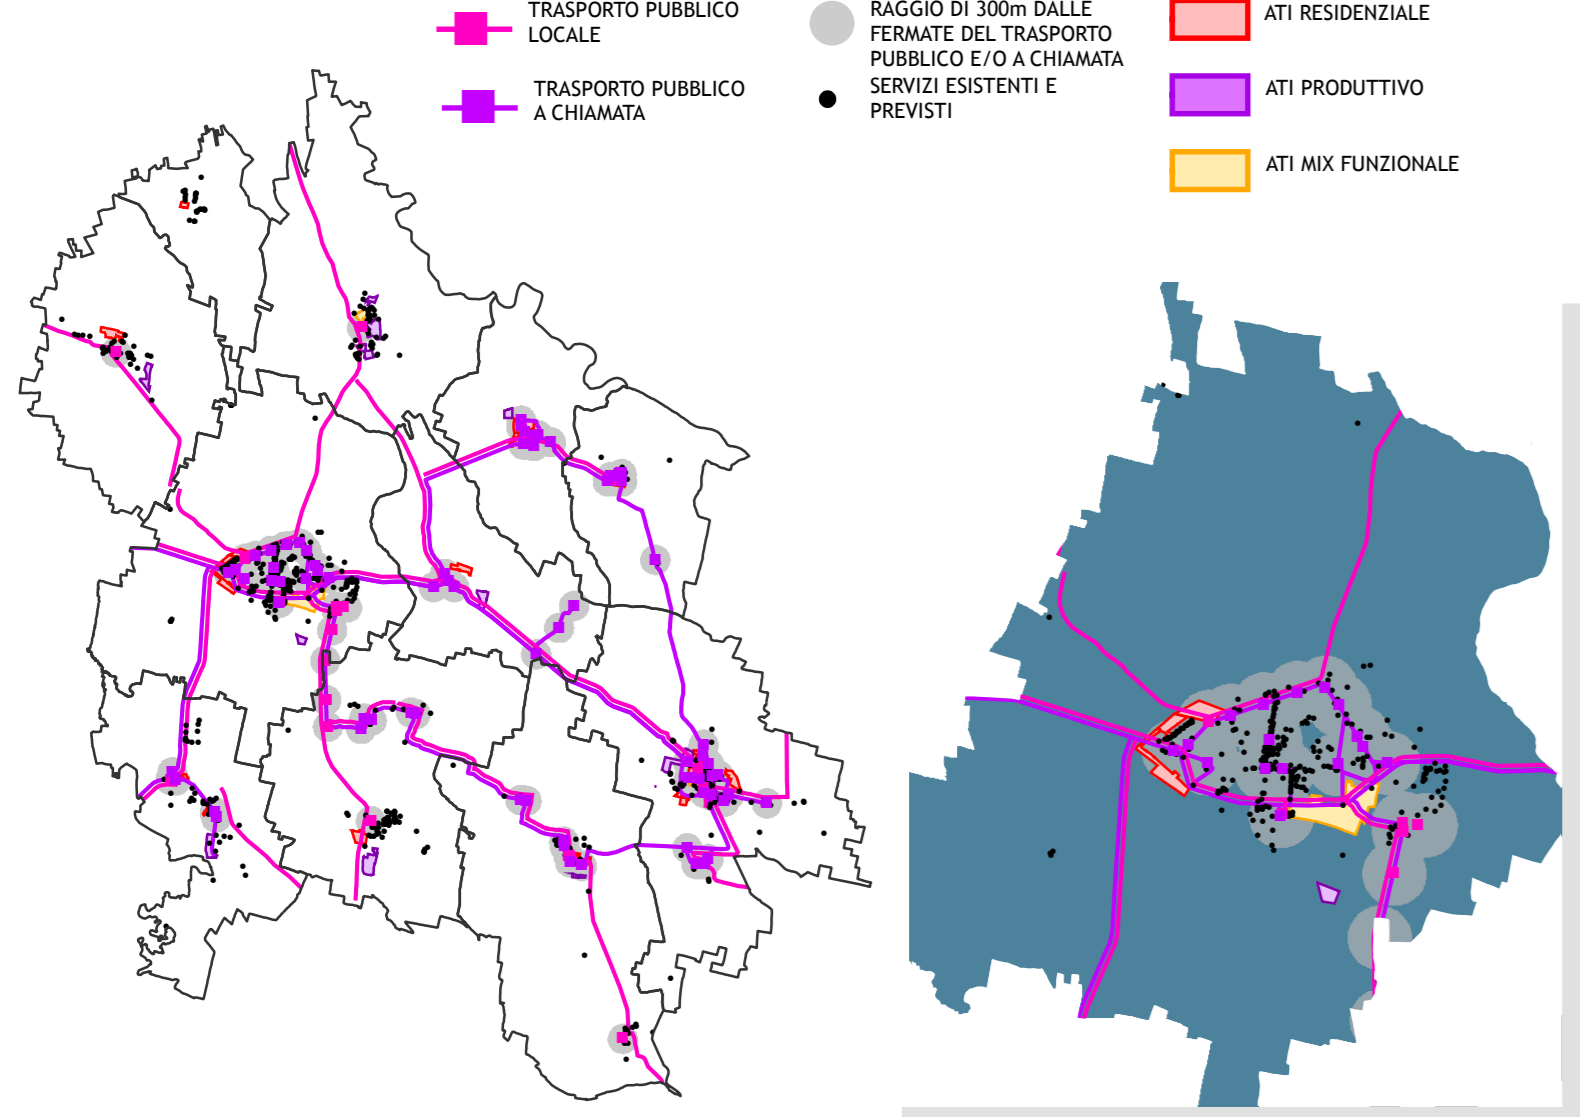 TRASPORTO PUBBLICO
LOCALE
TRASPORTO PUBBLICO
A CHIAMATA
RAGGIO DI 300m DALLE
FERMATE DEL TRASPORTO
PUBBLICO E/O A CHIAMATA
SERVIZI ESISTENTI E
PREVISTI
ATI RESIDENZIALE
ATI PRODUTTIVO
ATI MIX FUNZIONALE